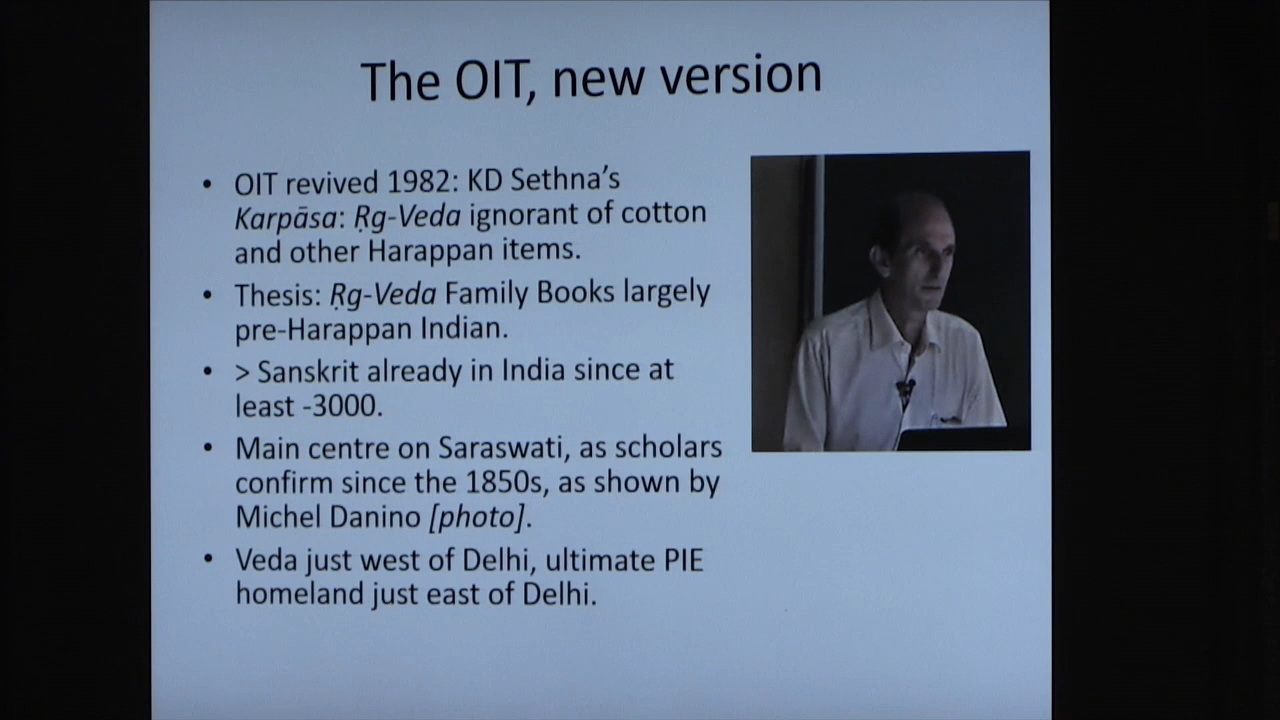 The OIT, new version
• OIT revived 1982: KD Sethna’s
Karpāsa: Ṛg-Veda ignorant of cotton
and other Harappan items.
• Thesis: Ṛg-Veda Family Books largely
pre-Harappan Indian.
• > Sanskrit already in India since at
least -3000.
• Main centre on Saraswati, as scholars
confirm since the 1850s, as shown by
Michel Danino [photo].
• Veda just west of Delhi, ultimate PIE
homeland just east of Delhi.